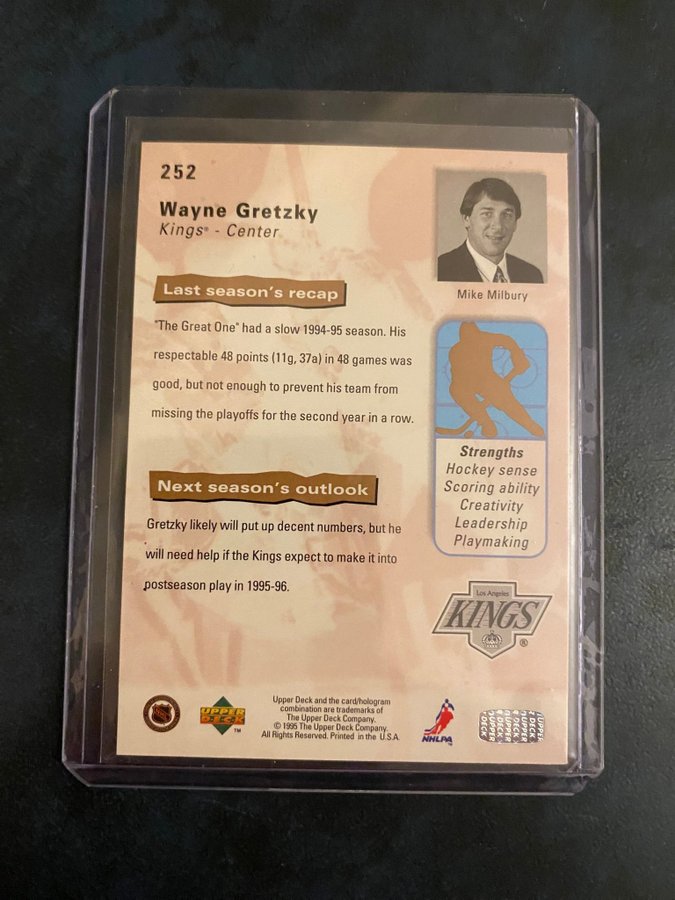 252
Wayne Gretzky
Kings® - Center
Mike Milbury
Last season's recap
"The Great One" had a slow 1994-95 season. His
respectable 48 points (11g, 37a) in 48 games was
good, but not enough to prevent his team from
missing the playoffs for the second year in a row.
Next season's outlook
Gretzky likely will put up decent numbers, but he
will need help if the Kings expect to make it into
postseason play in 1995-96.
Strengths
Hockey sense
Scoring ability
Creativity
Leadership
Playmaking
Los Angeles
KINGS
®
UPPER
DECK
™
Upper Deck and the card/hologram
combination are trademarks of
The Upper Deck Company.
© 1995 The Upper Deck Company.
All Rights Reserved. Printed in the U.S.A.
NHLPA
UPPER
DECK